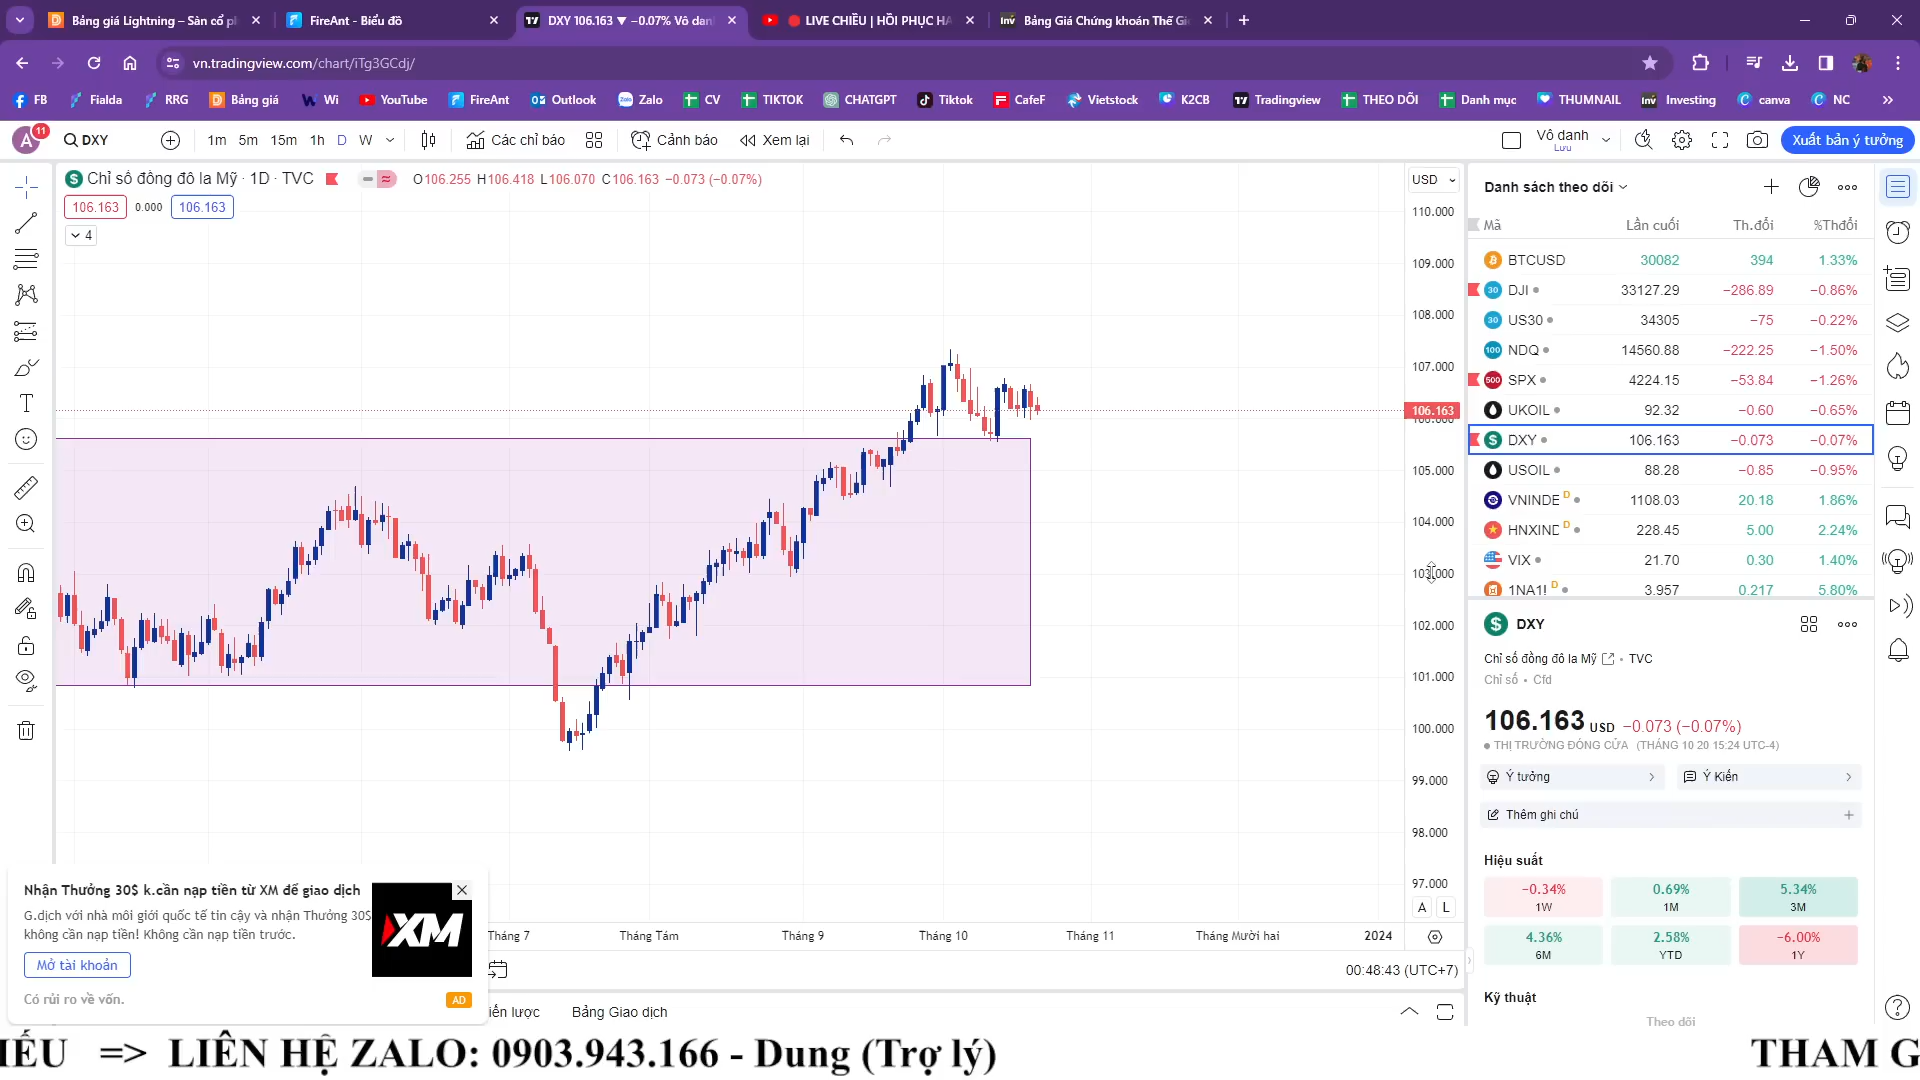 Bảng giá Lightning – Sàn cổ ph
FireAnt - Biểu đồ
DXY 106.163 ▼ −0.07% Vô dan
LIVE CHIỀU | HỒI PHỤC HA
Bảng Giá Chứng khoán Thế Gi
vn.tradingview.com/chart/iTg3GCdj/
FB Fialda RRG Bảng giá Wi YouTube FireAnt Outlook Zalo CV TIKTOK CHATGPT Tiktok CafeF Vietstock K2CB Tradingview THEO DÕI Danh mục THUMNAIL Investing canva NC
A 11 DXY 1m 5m 15m 1h D W Các chỉ báo Cảnh báo Xem lại Vô danh Xuất bản ý tưởng
Lưu
Chỉ số đồng đô la Mỹ · 1D · TVC O106.255 H106.418 L106.070 C106.163 −0.073 (−0.07%)
106.163 0.000 106.163
4
USD
110.000
109.000
108.000
107.000
106.163
106.000
105.000
104.000
103.000
102.000
101.000
100.000
99.000
98.000
97.000
A L
Tháng 7 Tháng Tám Tháng 9 Tháng 10 Tháng 11 Tháng Mười hai 2024
00:48:43 (UTC+7)
iến lược Bảng Giao dịch
Danh sách theo dõi
Mã Lần cuối Th.đổi %Thđổi
BTCUSD 30082 394 1.33%
30 DJI 33127.29 −286.89 −0.86%
30 US30 34305 −75 −0.22%
100 NDQ 14560.88 −222.25 −1.50%
500 SPX 4224.15 −53.84 −1.26%
UKOIL 92.32 −0.60 −0.65%
DXY 106.163 −0.073 −0.07%
USOIL 88.28 −0.85 −0.95%
VNINDE D 1108.03 20.18 1.86%
HNXIND D 228.45 5.00 2.24%
VIX 21.70 0.30 1.40%
1NA1! D 3.957 0.217 5.80%
DXY
Chỉ số đồng đô la Mỹ • TVC
Chỉ số • Cfd
106.163 USD −0.073 (−0.07%)
THỊ TRƯỜNG ĐÓNG CỬA (THÁNG 10 20 15:24 UTC-4)
Ý tưởng Ý Kiến
Thêm ghi chú
Hiệu suất
−0.34% 0.69% 5.34%
1W 1M 3M
4.36% 2.58% −6.00%
6M YTD 1Y
Kỹ thuật
Theo dõi
Nhận Thưởng 30$ k.cần nạp tiền từ XM để giao dịch
G.dịch với nhà môi giới quốc tế tin cậy và nhận Thưởng 30$
không cần nạp tiền! Không cần nạp tiền trước.
Mở tài khoản
Có rủi ro về vốn.
AD
XM
IẾU => LIÊN HỆ ZALO: 0903.943.166 - Dung (Trợ lý) THAM G